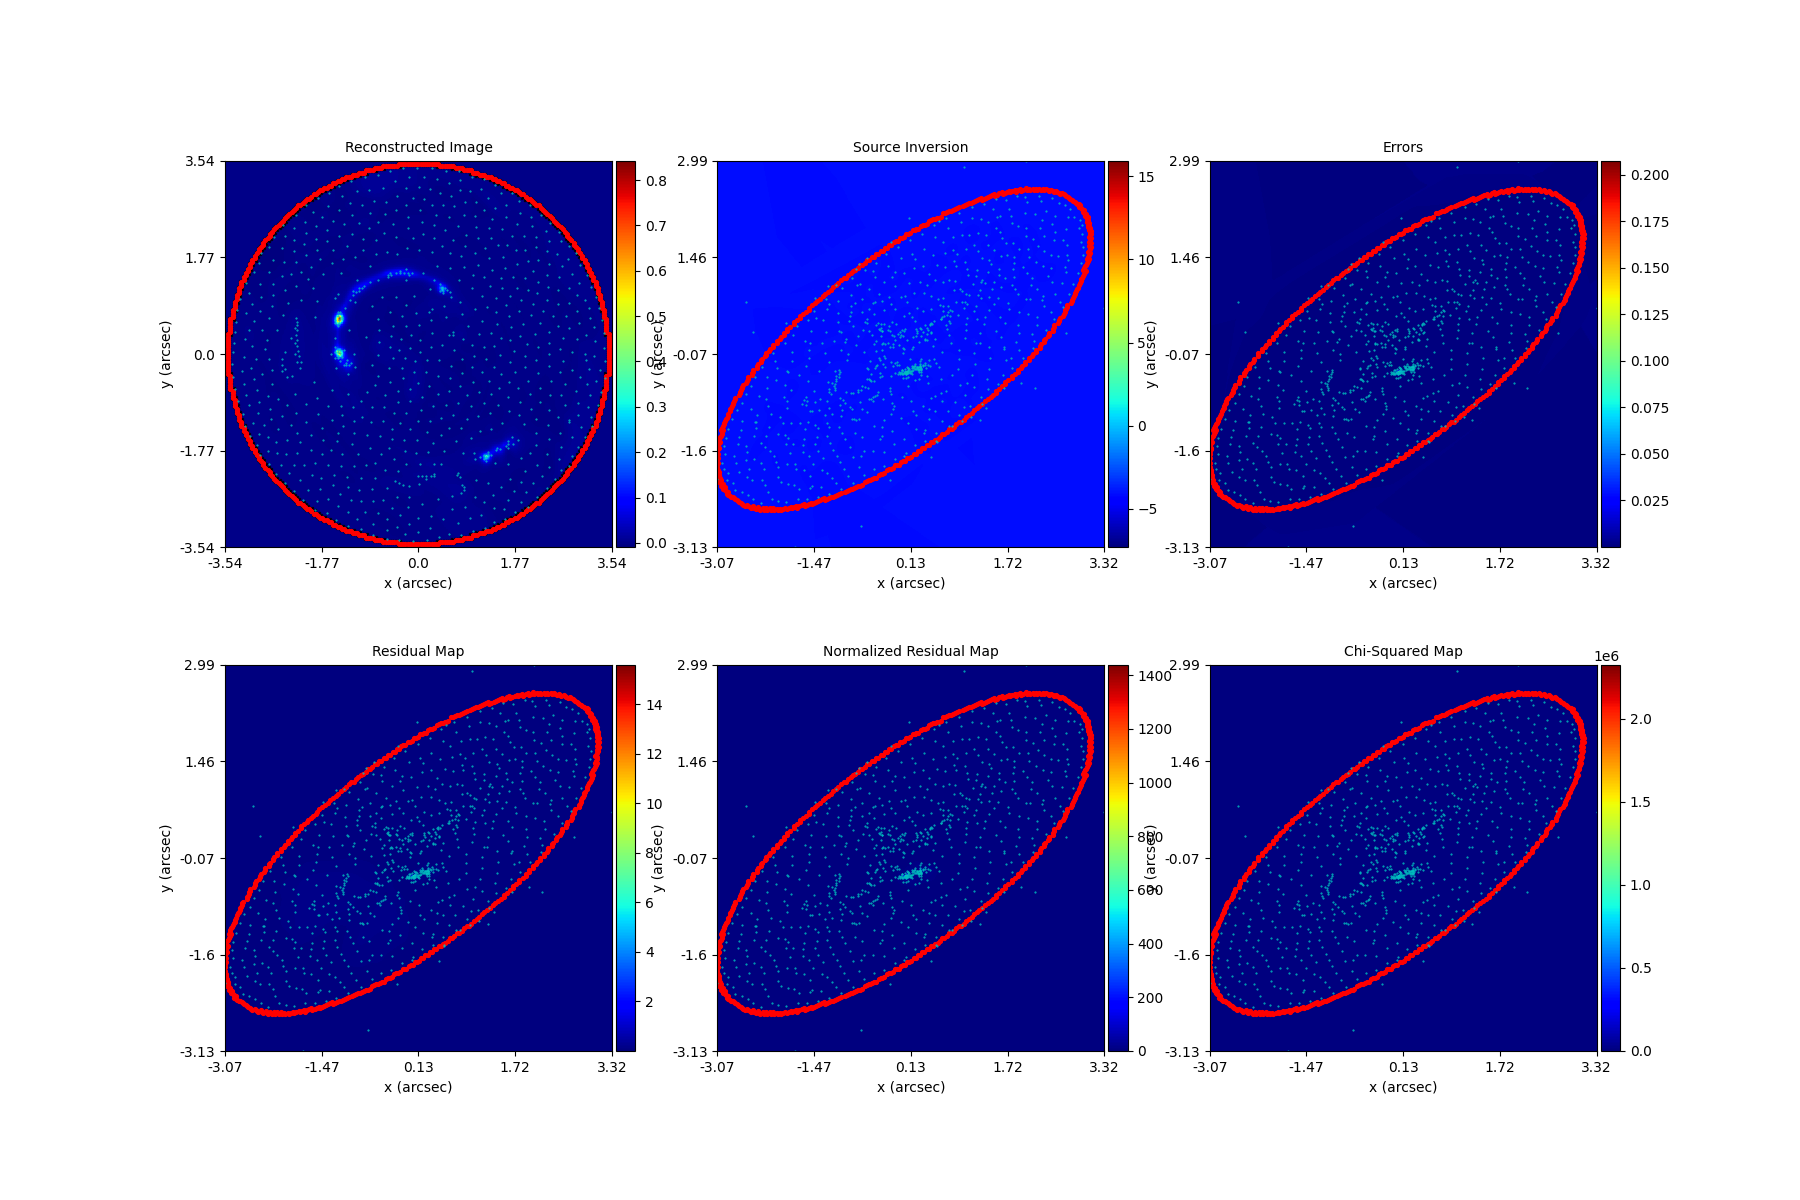 Reconstructed Image
3.54
1.77
0.0
-1.77
-3.54
-3.54 -1.77 0.0 1.77 3.54
x (arcsec)
y (arcsec)
0.8
0.7
0.6
0.5
0.4
0.3
0.2
0.1
0.0
Source Inversion
2.99
1.46
-0.07
-1.6
-3.13
-3.07 -1.47 0.13 1.72 3.32
x (arcsec)
y (arcsec)
15
10
5
0
−5
Errors
2.99
1.46
-0.07
-1.6
-3.13
-3.07 -1.47 0.13 1.72 3.32
x (arcsec)
y (arcsec)
0.200
0.175
0.150
0.125
0.100
0.075
0.050
0.025
Residual Map
2.99
1.46
-0.07
-1.6
-3.13
-3.07 -1.47 0.13 1.72 3.32
x (arcsec)
y (arcsec)
14
12
10
8
6
4
2
Normalized Residual Map
2.99
1.46
-0.07
-1.6
-3.13
-3.07 -1.47 0.13 1.72 3.32
x (arcsec)
y (arcsec)
1400
1200
1000
800
600
400
200
0
Chi-Squared Map
2.99
1.46
-0.07
-1.6
-3.13
-3.07 -1.47 0.13 1.72 3.32
x (arcsec)
y (arcsec)
1e6
2.0
1.5
1.0
0.5
0.0